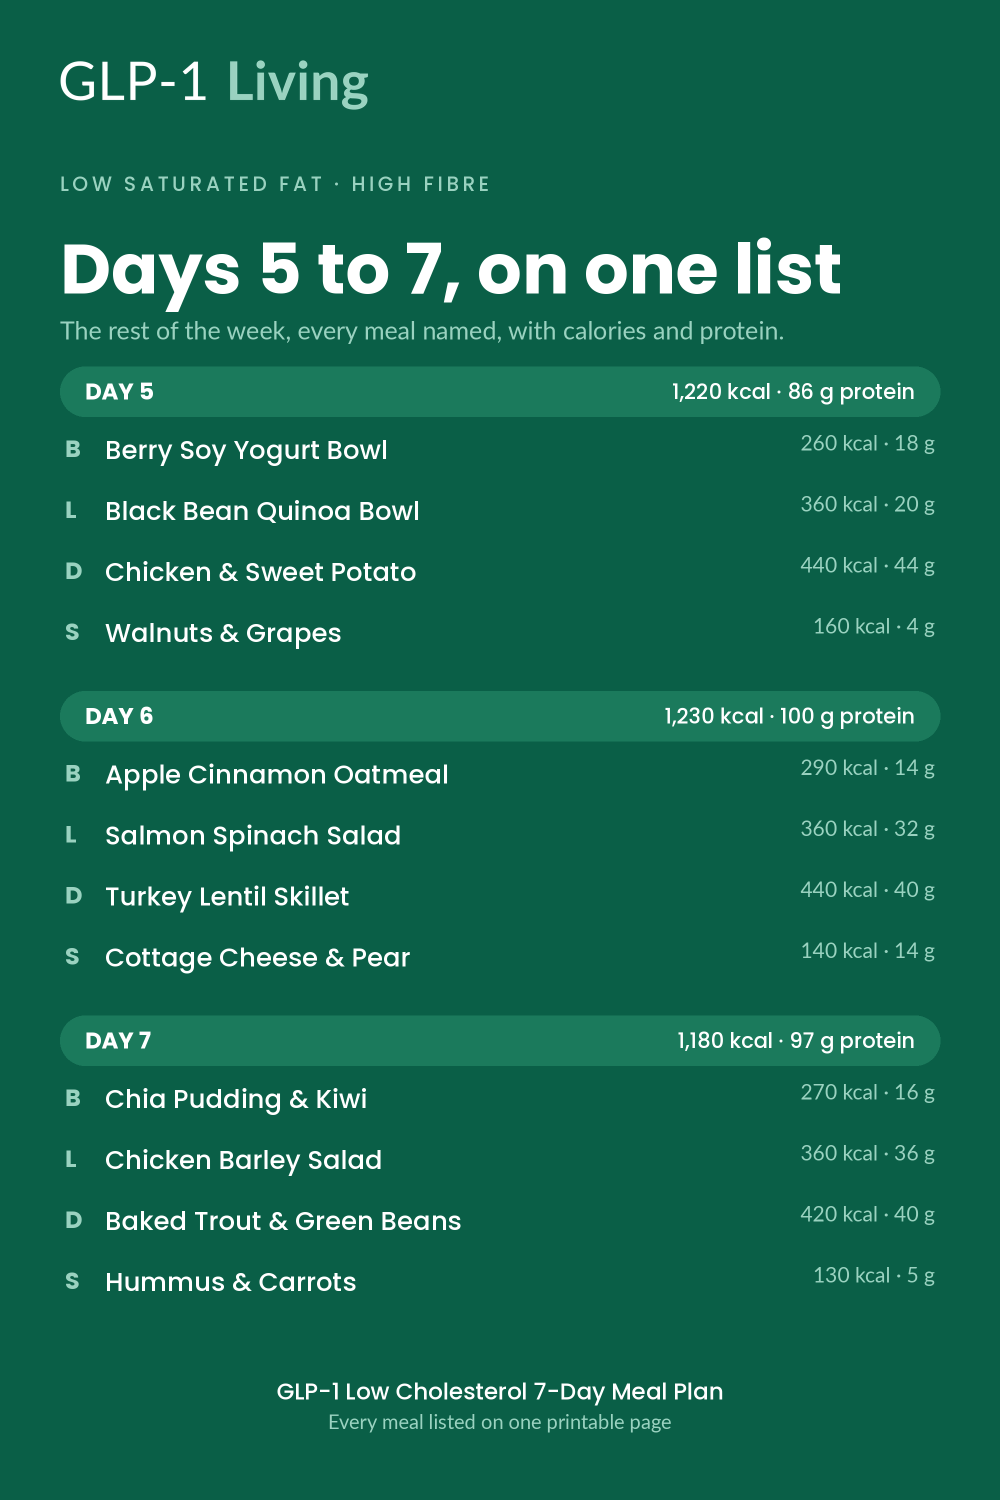 GLP-1 Living
LOW SATURATED FAT · HIGH FIBRE
Days 5 to 7, on one list
The rest of the week, every meal named, with calories and protein.
DAY 5 1,220 kcal · 86 g protein
B Berry Soy Yogurt Bowl 260 kcal · 18 g
L Black Bean Quinoa Bowl 360 kcal · 20 g
D Chicken & Sweet Potato 440 kcal · 44 g
S Walnuts & Grapes 160 kcal · 4 g
DAY 6 1,230 kcal · 100 g protein
B Apple Cinnamon Oatmeal 290 kcal · 14 g
L Salmon Spinach Salad 360 kcal · 32 g
D Turkey Lentil Skillet 440 kcal · 40 g
S Cottage Cheese & Pear 140 kcal · 14 g
DAY 7 1,180 kcal · 97 g protein
B Chia Pudding & Kiwi 270 kcal · 16 g
L Chicken Barley Salad 360 kcal · 36 g
D Baked Trout & Green Beans 420 kcal · 40 g
S Hummus & Carrots 130 kcal · 5 g
GLP-1 Low Cholesterol 7-Day Meal Plan
Every meal listed on one printable page